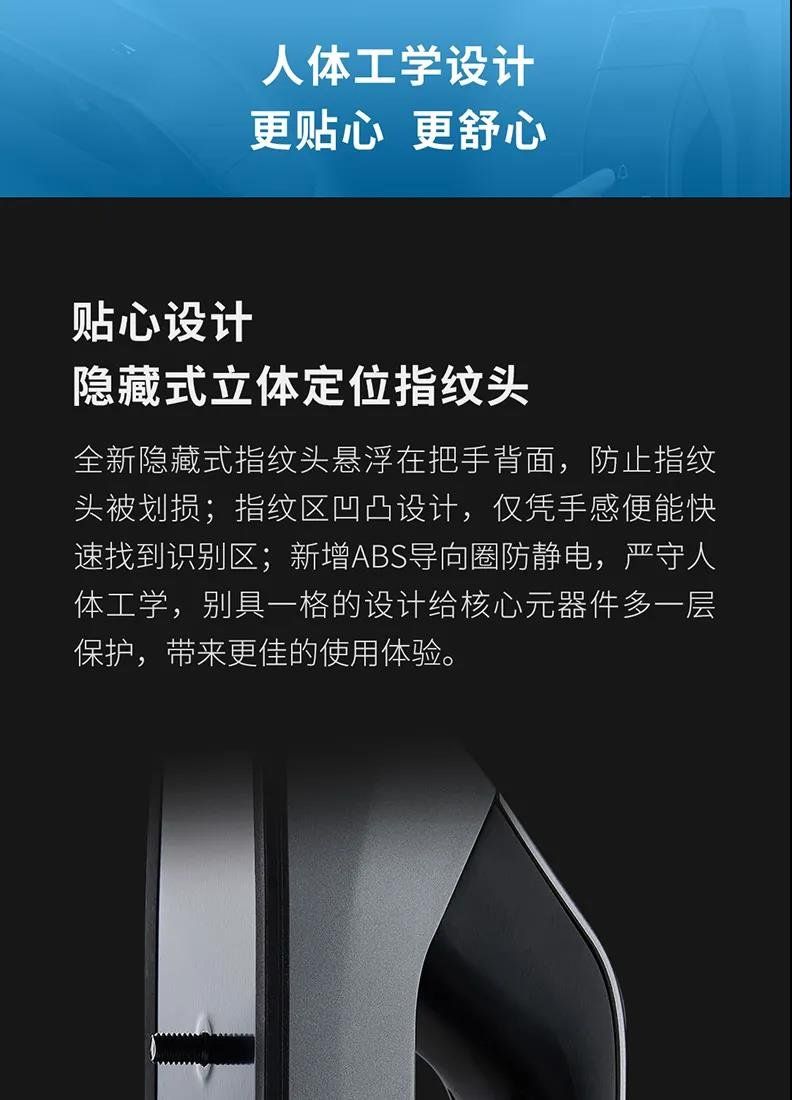 人体工学设计
更贴心 更舒心
贴心设计
隐藏式立体定位指纹头
全新隐藏式指纹头悬浮在把手背面，防止指纹
头被划损；指纹区凹凸设计，仅凭手感便能快
速找到识别区；新增ABS导向圈防静电，严守人
体工学，别具一格的设计给核心元器件多一层
保护，带来更佳的使用体验。